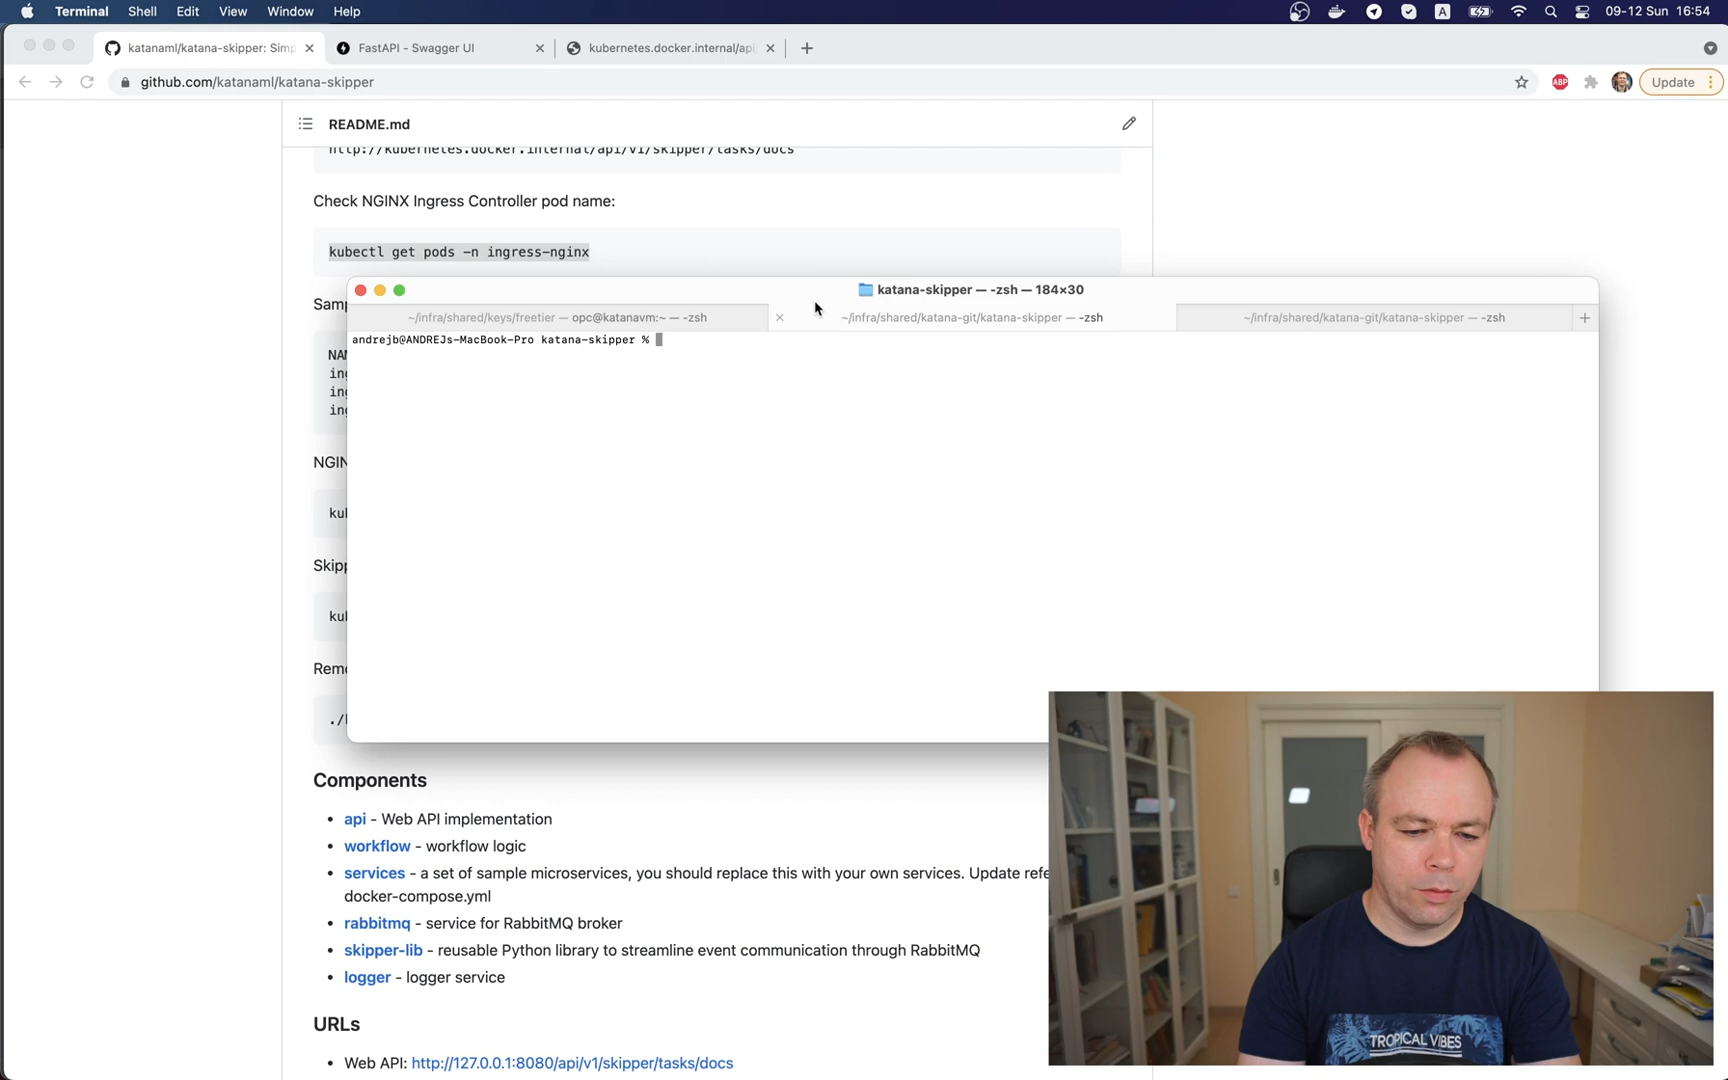 Terminal Shell Edit View Window Help
A
09-12 Sun 16:54
katanaml/katana-skipper: Simp
FastAPI - Swagger UI
kubernetes.docker.internal/api
github.com/katanaml/katana-skipper
ABP
Update
README.md
http://kubernetes.docker.internal/api/v1/skipper/tasks/docs
Check NGINX Ingress Controller pod name:
kubectl get pods -n ingress-nginx
katana-skipper — -zsh — 184×30
~/infra/shared/keys/freetier — opc@katanavm:~ — -zsh
~/infra/shared/katana-git/katana-skipper — -zsh
~/infra/shared/katana-git/katana-skipper — -zsh
andrejb@ANDREJs-MacBook-Pro katana-skipper %
Components
• api - Web API implementation
• workflow - workflow logic
• services - a set of sample microservices, you should replace this with your own services. Update refe
docker-compose.yml
• rabbitmq - service for RabbitMQ broker
• skipper-lib - reusable Python library to streamline event communication through RabbitMQ
• logger - logger service
URLs
• Web API: http://127.0.0.1:8080/api/v1/skipper/tasks/docs
TROPICAL VIBES